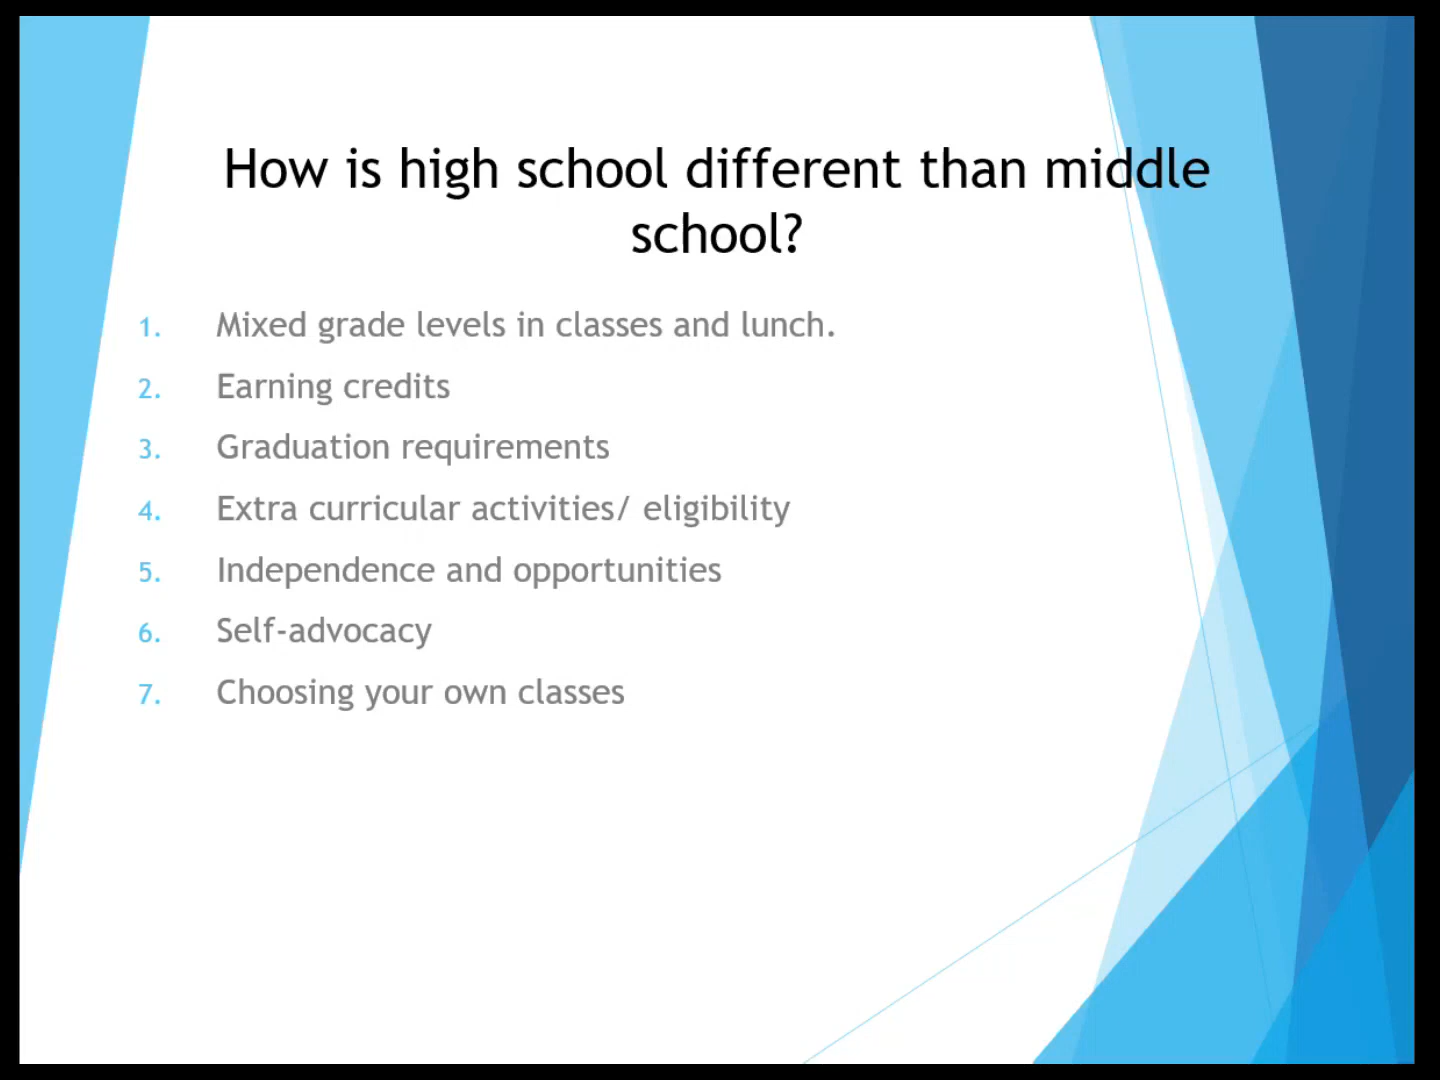 How is high school different than middle
school?
1. Mixed grade levels in classes and lunch.
2. Earning credits
3. Graduation requirements
4. Extra curricular activities/ eligibility
5. Independence and opportunities
6. Self-advocacy
7. Choosing your own classes